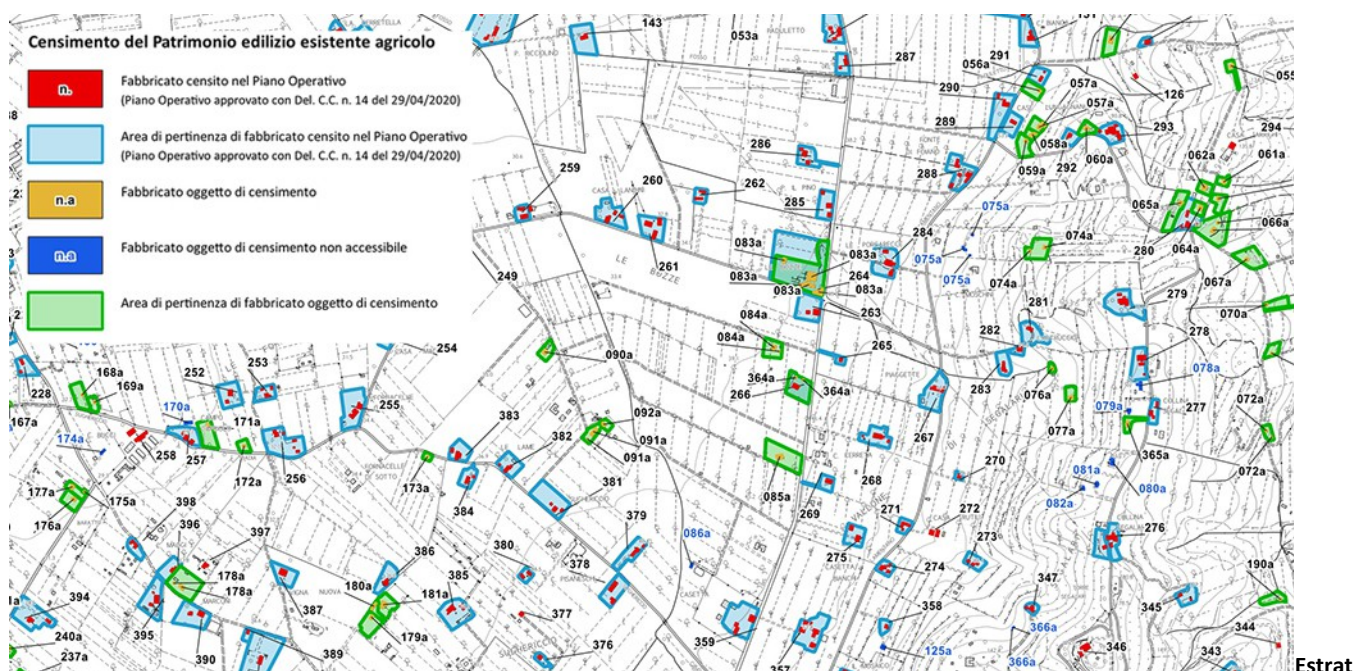 Censimento del Patrimonio edilizio esistente agricolo
n.
Fabbricato censito nel Piano Operativo
(Piano Operativo approvato con Del. C.C. n. 14 del 29/04/2020)
Area di pertinenza di fabbricato censito nel Piano Operativo
(Piano Operativo approvato con Del. C.C. n. 14 del 29/04/2020)
n.a
Fabbricato oggetto di censimento
n.a
Fabbricato oggetto di censimento non accessibile
Area di pertinenza di fabbricato oggetto di censimento
143
053a
287
291
056a
057a
290
057a
126
289
293
294
058a
062a
061a
292
060a
059a
286
288
259
260
262
285
075a
065a
066a
284
083a
083a
074a
280
064a
249
261
083a
264
075a
083a
083a
075a
074a
067a
LE BOZZE
263
281
279
070a
084a
282
278
254
253
084a
265
168a
252
090a
364a
364a
283
078a
228
169a
266
076a
079a
277
072a
167a
170a
171a
255
383
092a
267
077a
174a
382
091a
365a
258
257
091a
268
270
081a
072a
177a
175a
172a
256
173a
381
085a
080a
176a
398
384
269
082a
396
397
379
271
272
276
386
380
086a
275
273
178a
180a
385
378
274
347
190a
394
178a
181a
377
358
345
395
387
366a
240a
179a
376
359
344
237a
390
389
357
125a
366a
346
Estrat